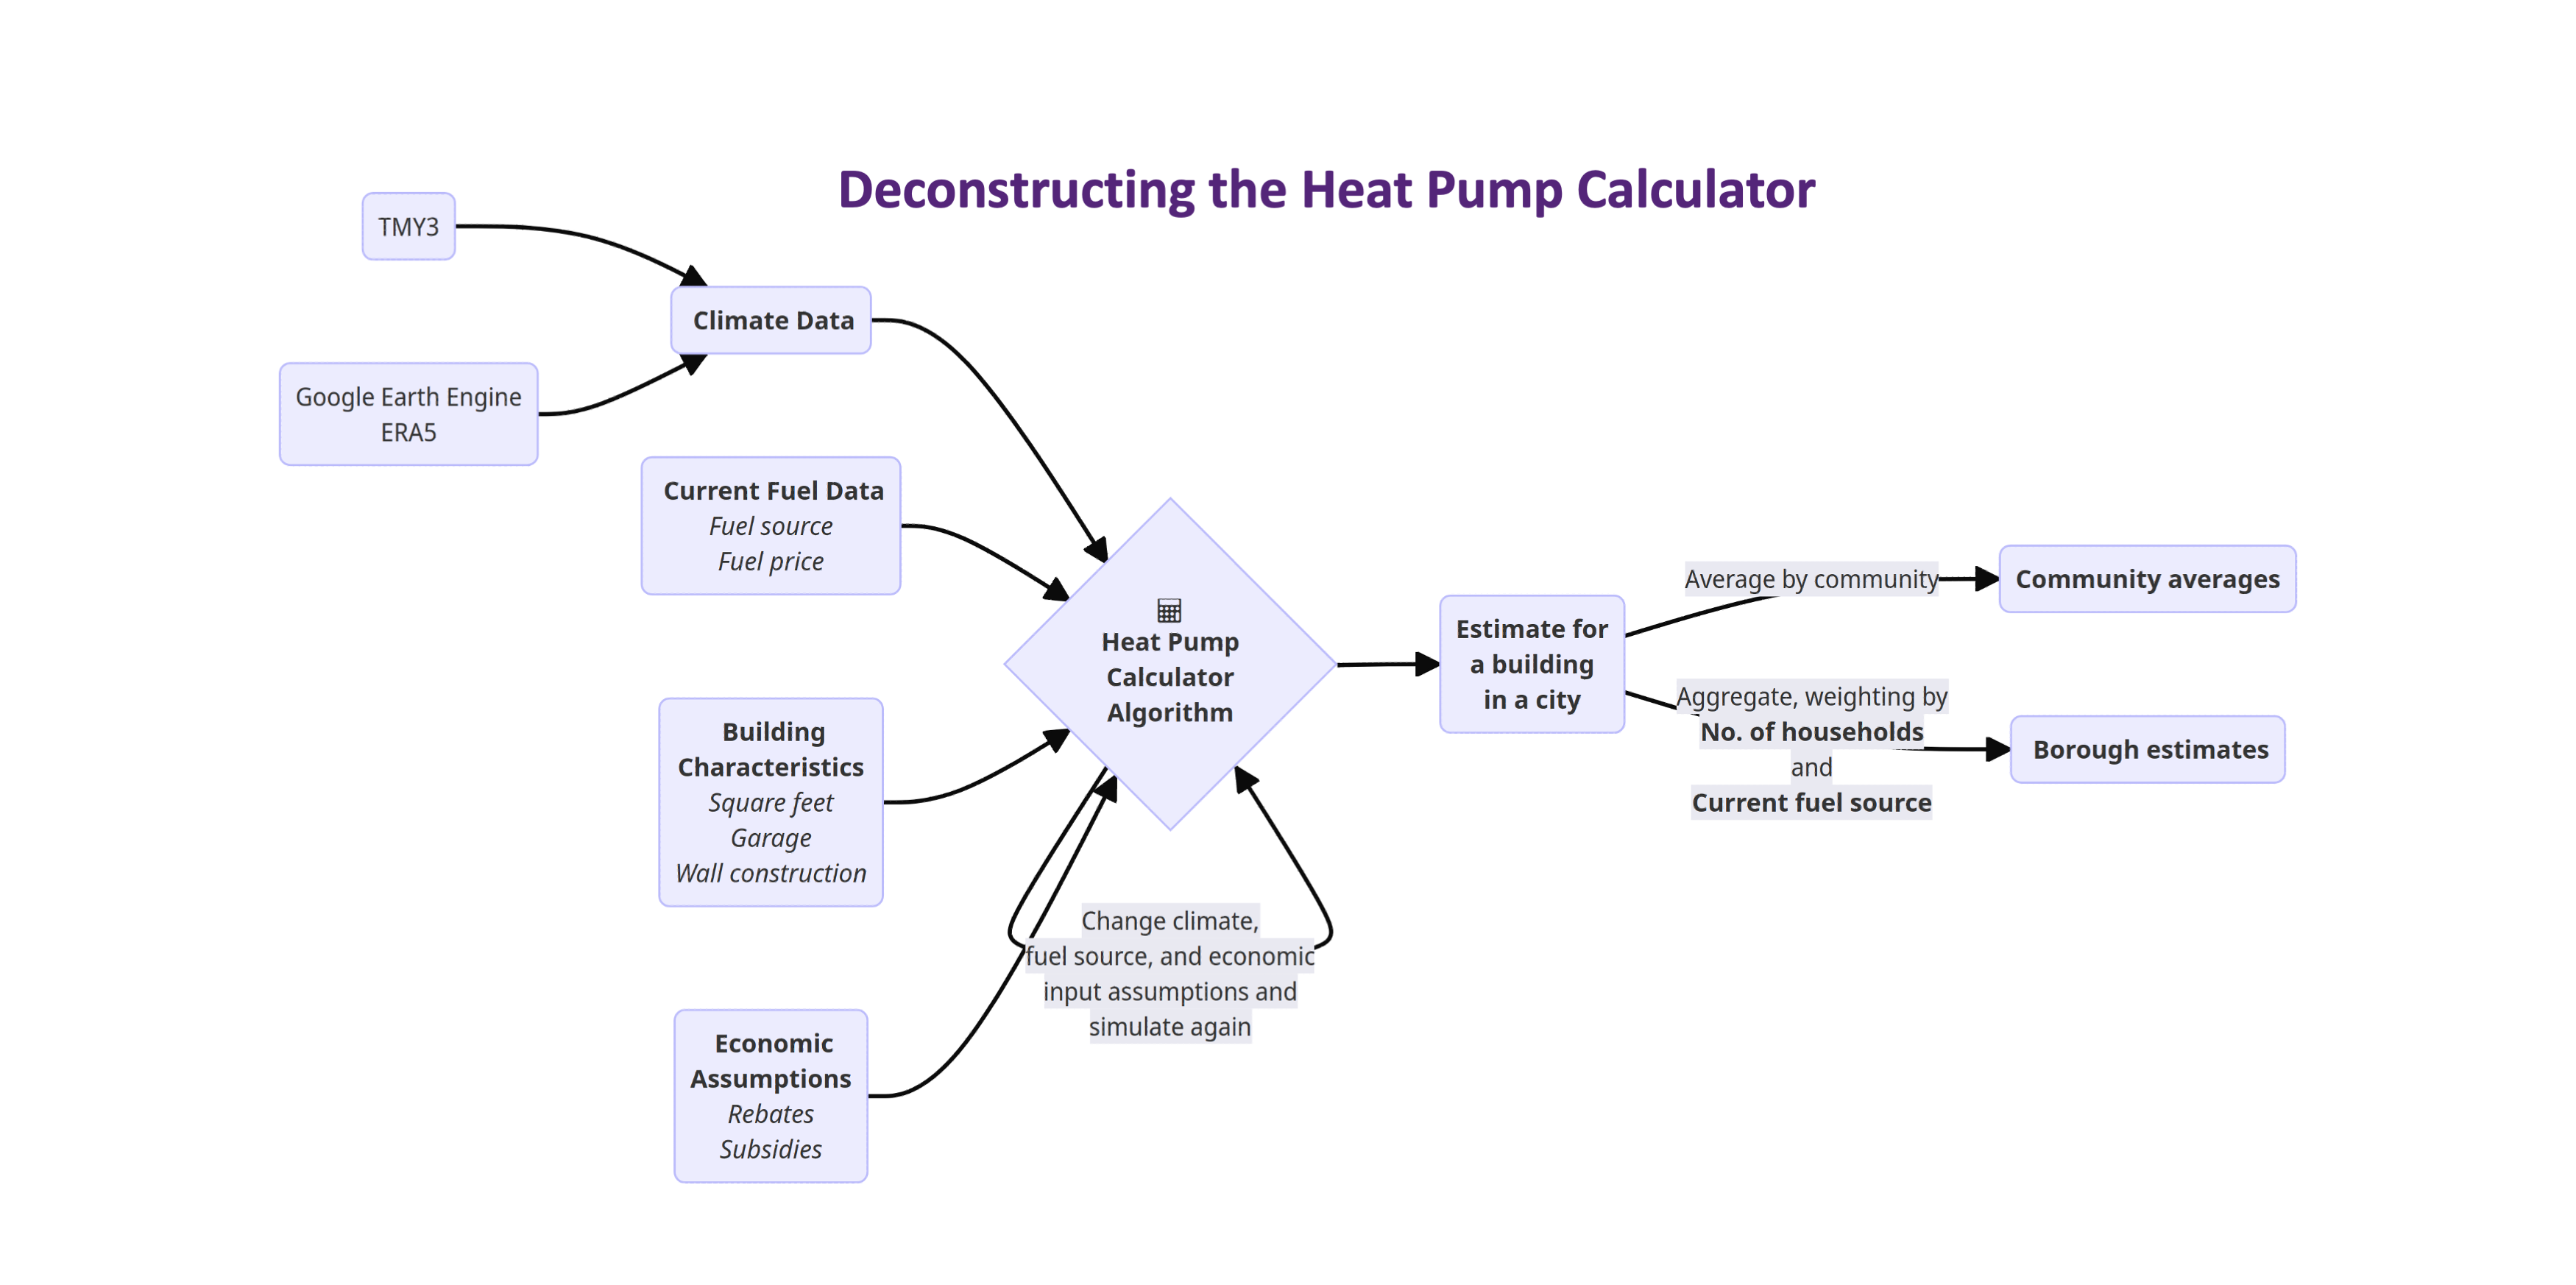 Deconstructing the Heat Pump Calculator
TMY3
Climate Data
Google Earth Engine
ERA5
Current Fuel Data
Fuel source
Fuel price
Building
Characteristics
Square feet
Garage
Wall construction
Economic
Assumptions
Rebates
Subsidies
Heat Pump
Calculator
Algorithm
Change climate,
fuel source, and economic
input assumptions and
simulate again
Estimate for
a building
in a city
Average by community
Community averages
Aggregate, weighting by
No. of households
and
Current fuel source
Borough estimates